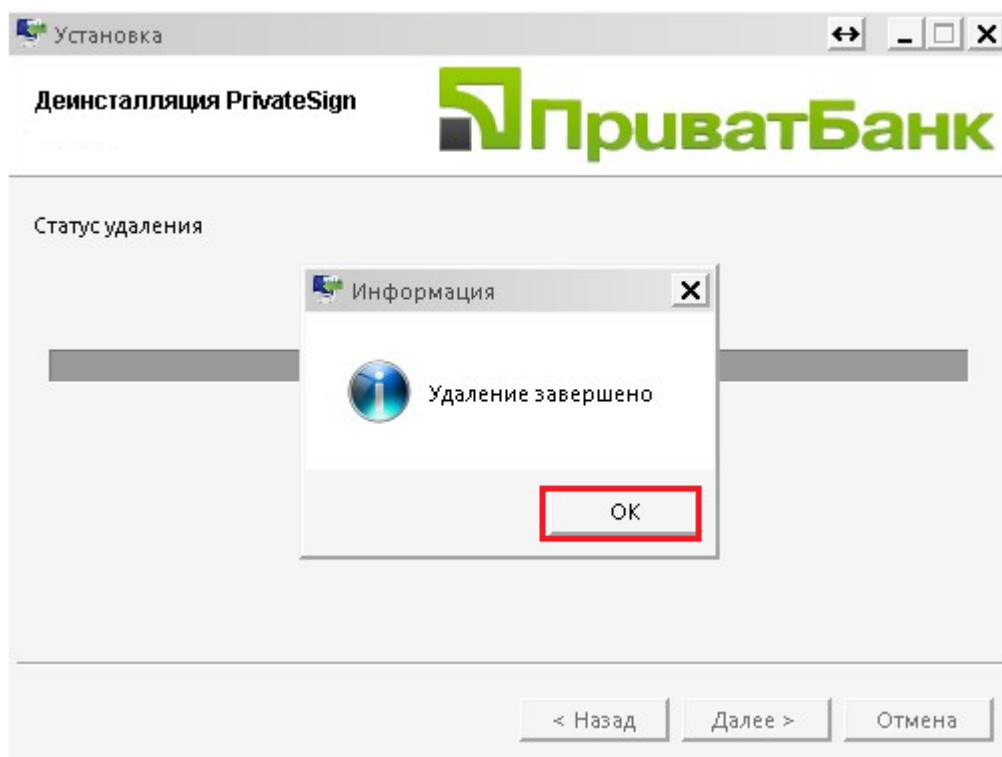 Установка
Деинсталляция PrivateSign
ПриватБанк
Статус удаления
Информация
Удаление завершено
OK
< Назад
Далее >
Отмена